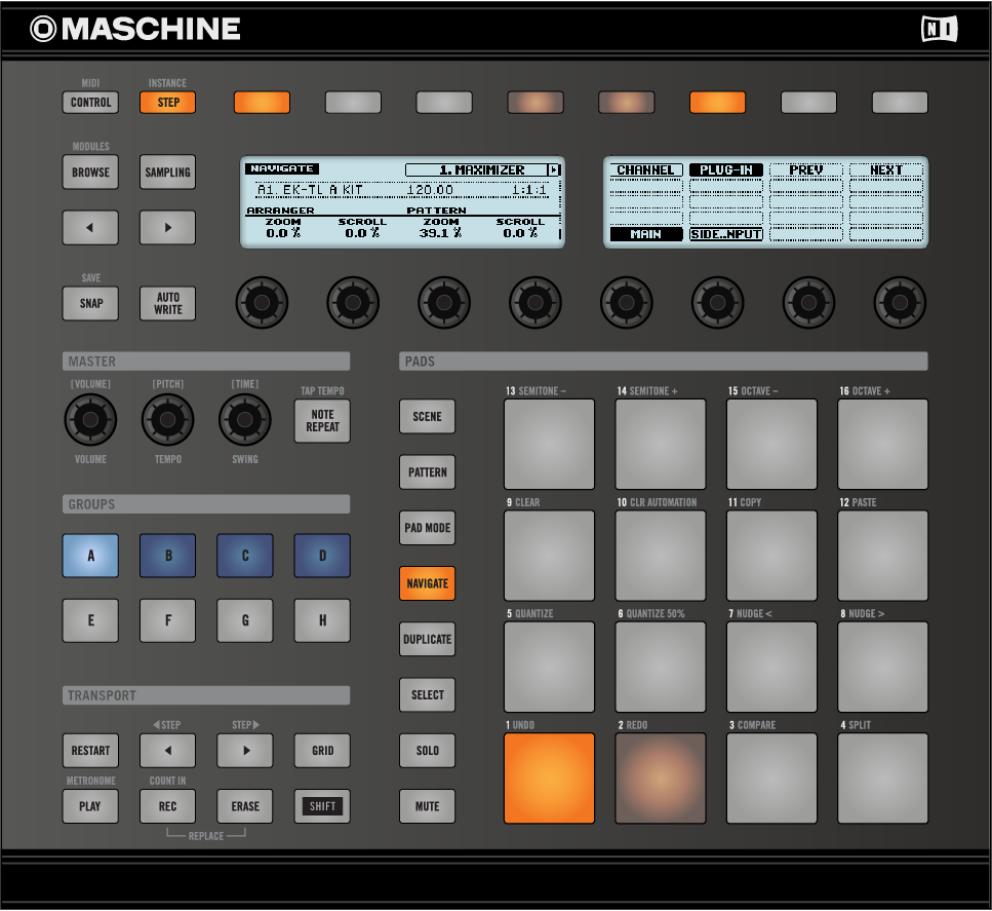 MASCHINE
NI
MIDI INSTANCE
CONTROL STEP
MODULES
BROWSE SAMPLING
NAVIGATE 1. MAXIMIZER
A1. EK-TL A KIT 120.00 1:1:1
ARRANGER PATTERN
ZOOM SCROLL ZOOM SCROLL
0.0 % 0.0 % 39.1 % 0.0 %
CHANNEL PLUG-IN PREV NEXT
MAIN SIDE..NPUT
SAVE
SNAP AUTO WRITE
MASTER
[VOLUME] [PITCH] [TIME] TAP TEMPO
NOTE REPEAT
VOLUME TEMPO SWING
GROUPS
A B C D
E F G H
TRANSPORT
◀STEP STEP▶
RESTART ◀ ▶ GRID
METRONOME COUNT IN
PLAY REC ERASE SHIFT
REPLACE
PADS
SCENE
PATTERN
PAD MODE
NAVIGATE
DUPLICATE
SELECT
SOLO
MUTE
13 SEMITONE – 14 SEMITONE + 15 OCTAVE – 16 OCTAVE +
9 CLEAR 10 CLR AUTOMATION 11 COPY 12 PASTE
5 QUANTIZE 6 QUANTIZE 50% 7 NUDGE < 8 NUDGE >
1 UNDO 2 REDO 3 COMPARE 4 SPLIT